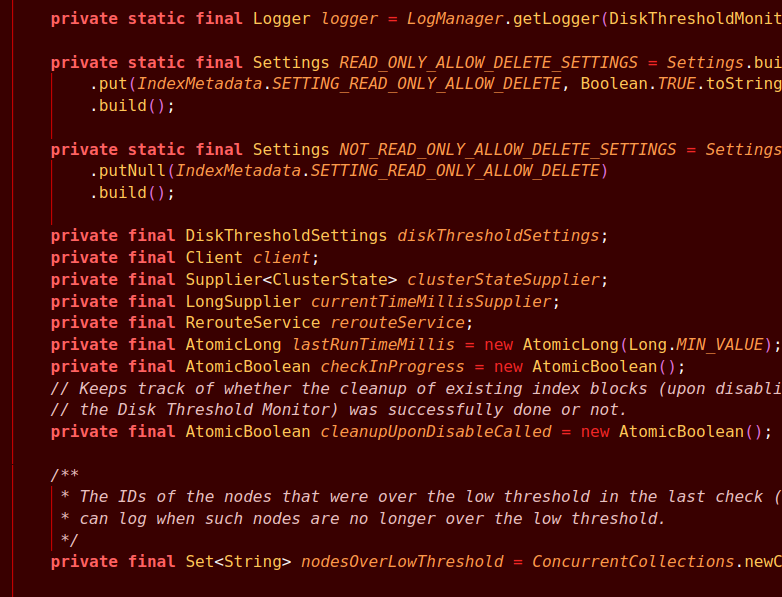 private static final Logger logger = LogManager.getLogger(DiskThresholdMonit
private static final Settings READ_ONLY_ALLOW_DELETE_SETTINGS = Settings.bui
.put(IndexMetadata.SETTING_READ_ONLY_ALLOW_DELETE, Boolean.TRUE.toString
.build();
private static final Settings NOT_READ_ONLY_ALLOW_DELETE_SETTINGS = Settings
.putNull(IndexMetadata.SETTING_READ_ONLY_ALLOW_DELETE)
.build();
private final DiskThresholdSettings diskThresholdSettings;
private final Client client;
private final Supplier<ClusterState> clusterStateSupplier;
private final LongSupplier currentTimeMillisSupplier;
private final RerouteService rerouteService;
private final AtomicLong lastRunTimeMillis = new AtomicLong(Long.MIN_VALUE);
private final AtomicBoolean checkInProgress = new AtomicBoolean();
// Keeps track of whether the cleanup of existing index blocks (upon disabli
// the Disk Threshold Monitor) was successfully done or not.
private final AtomicBoolean cleanupUponDisableCalled = new AtomicBoolean();
/**
* The IDs of the nodes that were over the low threshold in the last check (
* can log when such nodes are no longer over the low threshold.
*/
private final Set<String> nodesOverLowThreshold = ConcurrentCollections.newC